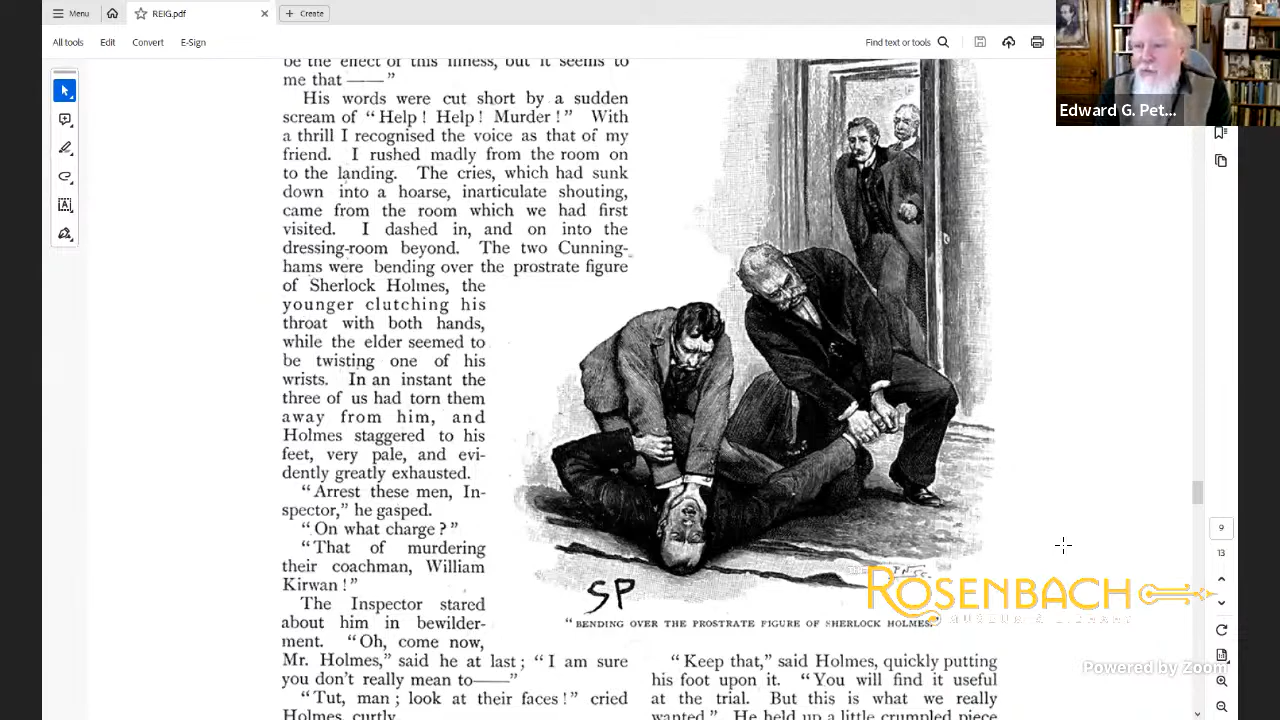 Menu
REIG.pdf
Create
All tools
Edit
Convert
E-Sign
Find text or tools
Edward G. Pet...
be the effect of this illness, but it seems to
me that ——”
His words were cut short by a sudden
scream of “Help! Help! Murder!” With
a thrill I recognised the voice as that of my
friend. I rushed madly from the room on
to the landing. The cries, which had sunk
down into a hoarse, inarticulate shouting,
came from the room which we had first
visited. I dashed in, and on into the
dressing-room beyond. The two Cunning-
hams were bending over the prostrate figure
of Sherlock Holmes, the
younger clutching his
throat with both hands,
while the elder seemed to
be twisting one of his
wrists. In an instant the
three of us had torn them
away from him, and
Holmes staggered to his
feet, very pale, and evi-
dently greatly exhausted.
“Arrest these men, In-
spector,” he gasped.
“On what charge?”
“That of murdering
their coachman, William
Kirwan!”
The Inspector stared
about him in bewilder-
ment. “Oh, come now,
Mr. Holmes,” said he at last; “I am sure
you don’t really mean to ——”
“Tut, man; look at their faces!” cried
Holmes, curtly.
SP
“BENDING OVER THE PROSTRATE FIGURE OF SHERLOCK HOLMES.”
“Keep that,” said Holmes, quickly putting
his foot upon it. “You will find it useful
at the trial. But this is what we really
wanted.” He held up a little crumpled piece
9
13
ROSENBACH
MUSEUM & LIBRARY
Powered by Zoom